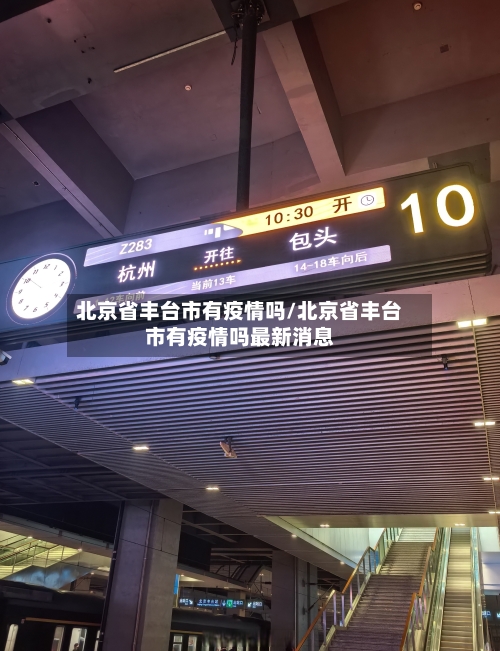 10:30 开
10
Z283
杭州
开往
包头
当前13车
14-18车向后
北京省丰台市有疫情吗/北京省丰台
市有疫情吗最新消息